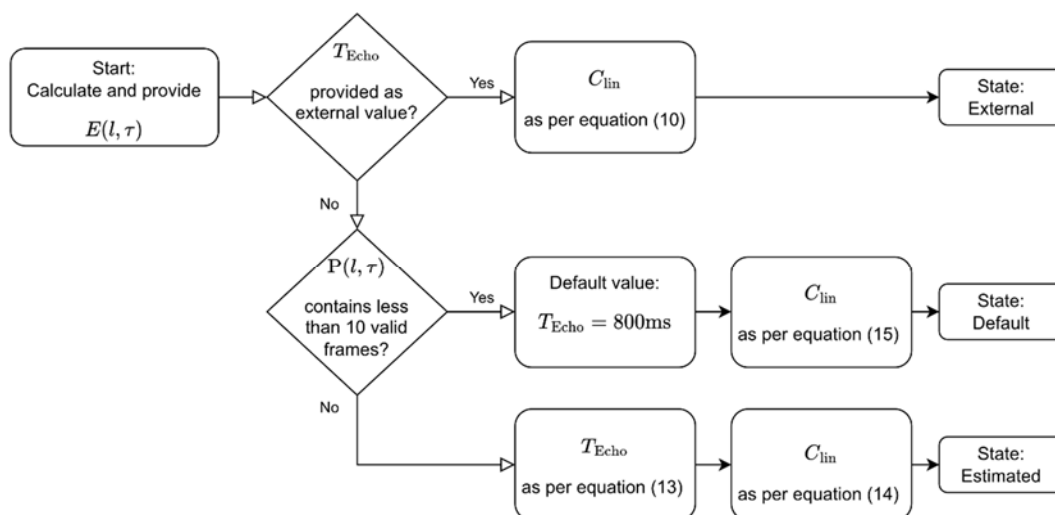 Start:
Calculate and provide
E(l, τ)
T_Echo
provided as
external value?
Yes
C_lin
as per equation (10)
State:
External
No
P(l, τ)
contains less
than 10 valid
frames?
Yes
Default value:
T_Echo = 800ms
C_lin
as per equation (15)
State:
Default
No
T_Echo
as per equation (13)
C_lin
as per equation (14)
State:
Estimated